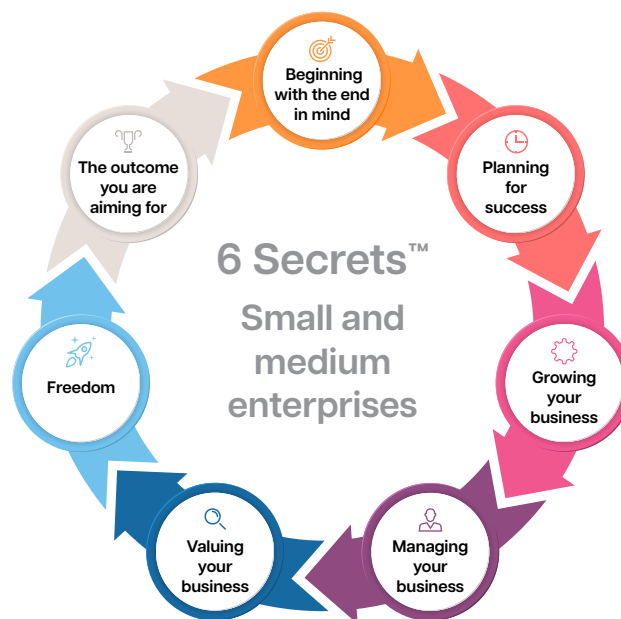 Beginning
with the end
in mind
Planning
for
success
Growing
your
business
Managing
your
business
Valuing
your
business
Freedom
The outcome
you are
aiming for
6 Secrets™
Small and
medium
enterprises